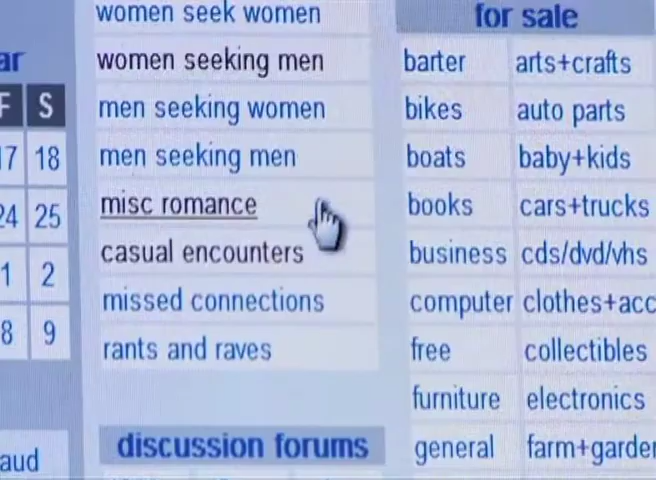 women seek women
women seeking men
men seeking women
men seeking men
misc romance
casual encounters
missed connections
rants and raves
discussion forums
for sale
barter arts+crafts
bikes auto parts
boats baby+kids
books cars+trucks
business cds/dvd/vhs
computer clothes+acc
free collectibles
furniture electronics
general farm+garden
ar
F S
17 18
24 25
1 2
8 9
aud